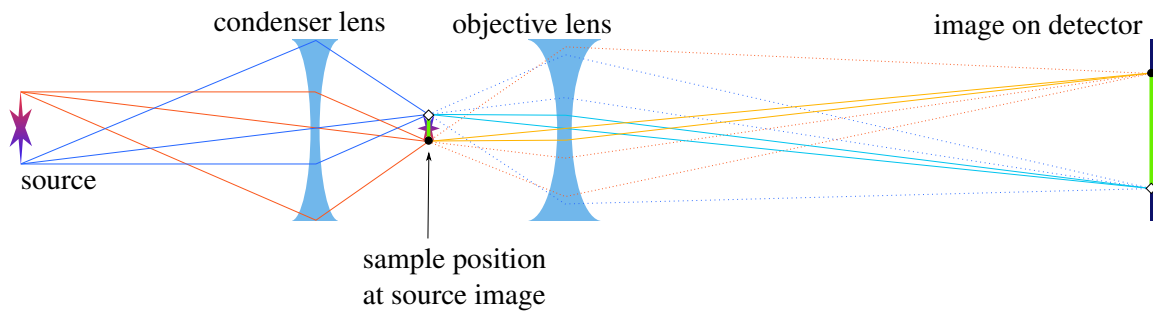 condenser lens
objective lens
image on detector
source
sample position
at source image